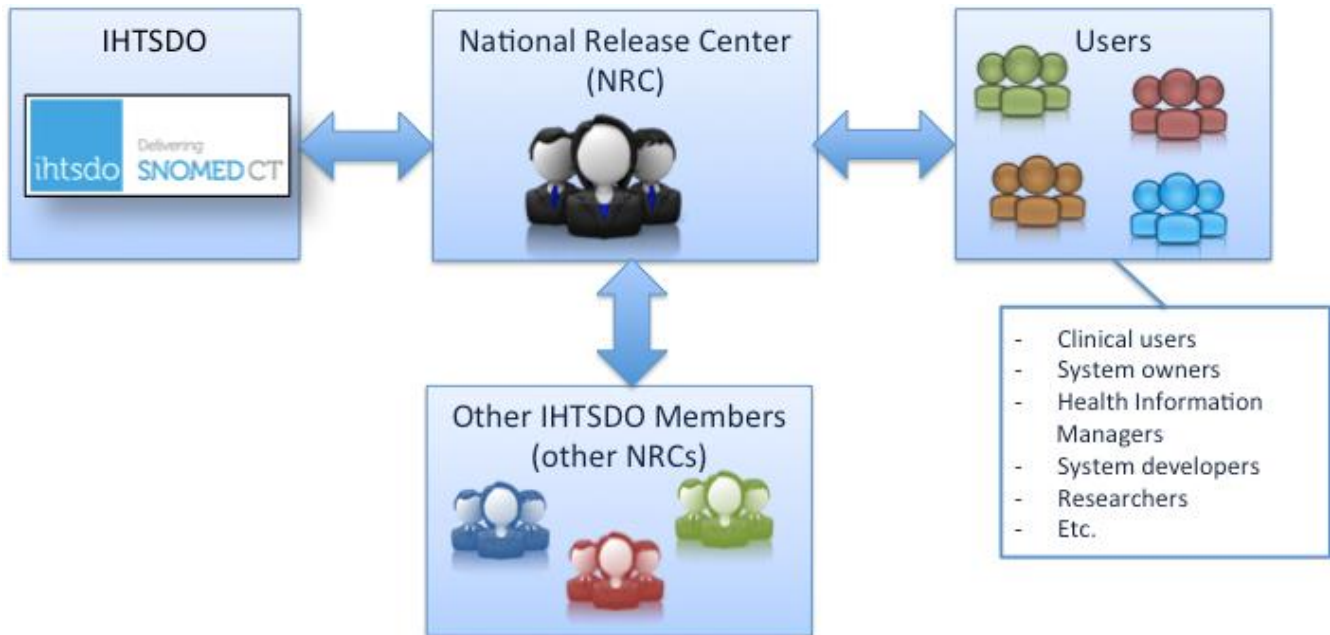 IHTSDO
ihtsdo
Delivering
SNOMED CT
National Release Center
(NRC)
Users
- Clinical users
- System owners
- Health Information
Managers
- System developers
- Researchers
- Etc.
Other IHTSDO Members
(other NRCs)